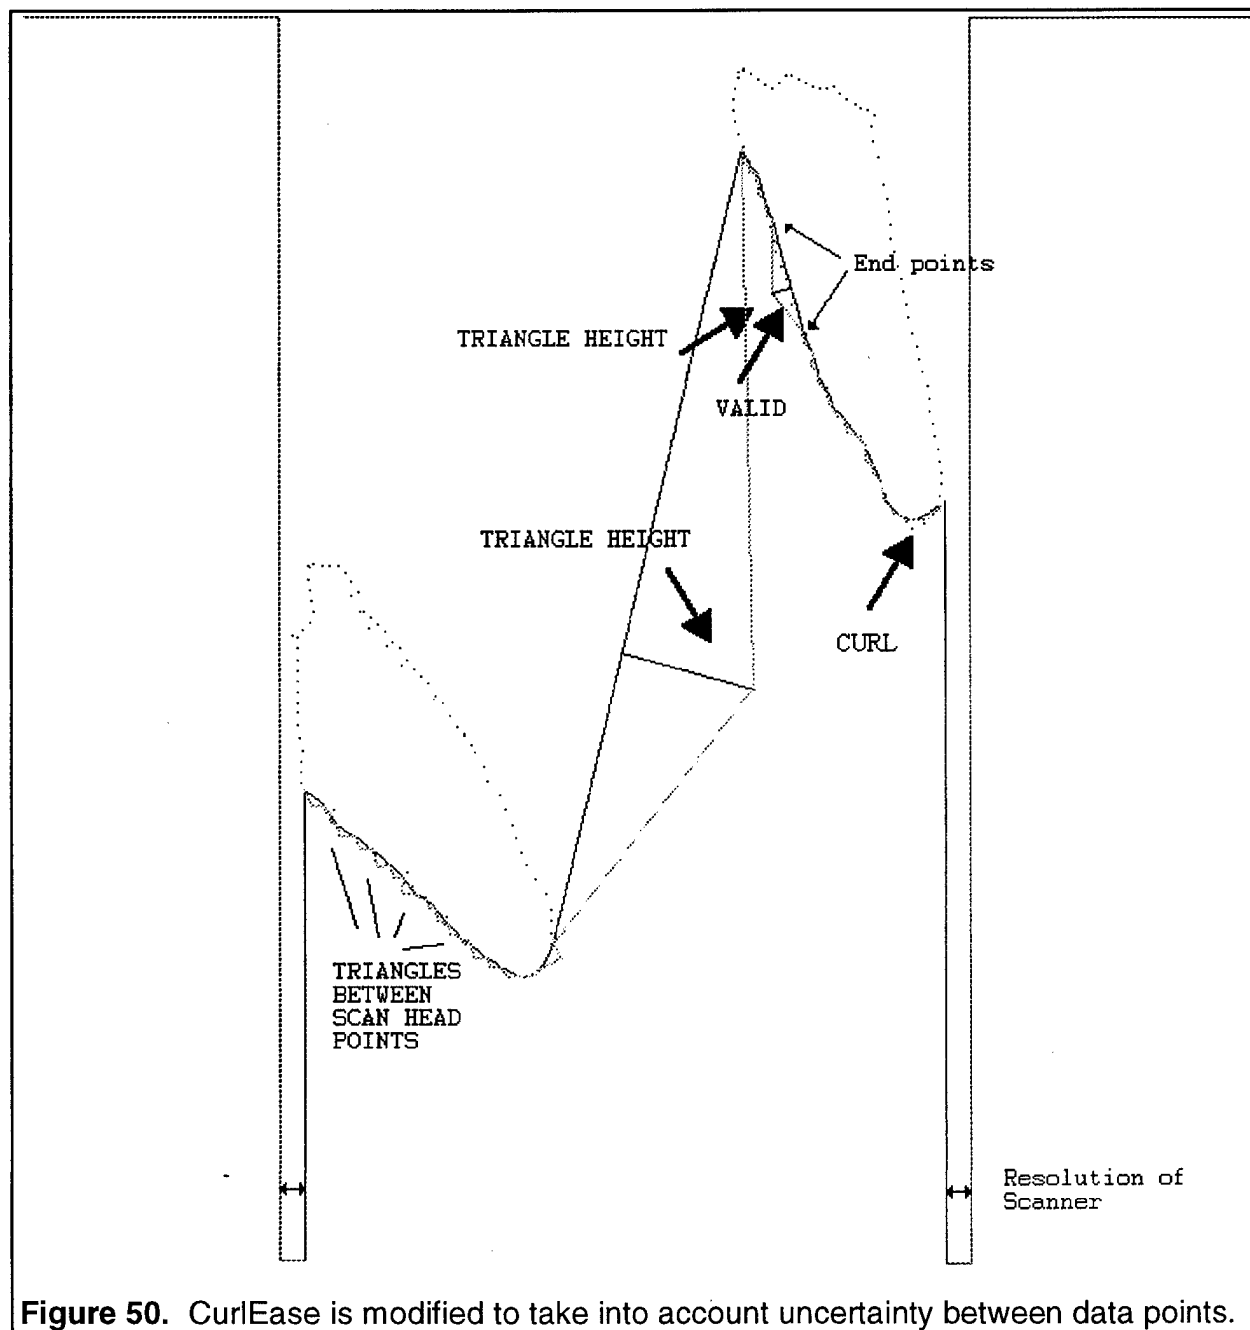 End points
TRIANGLE HEIGHT
VALID
TRIANGLE HEIGHT
CURL
TRIANGLES
BETWEEN
SCAN HEAD
POINTS
Resolution of
Scanner
Figure 50. CurlEase is modified to take into account uncertainty between data points.